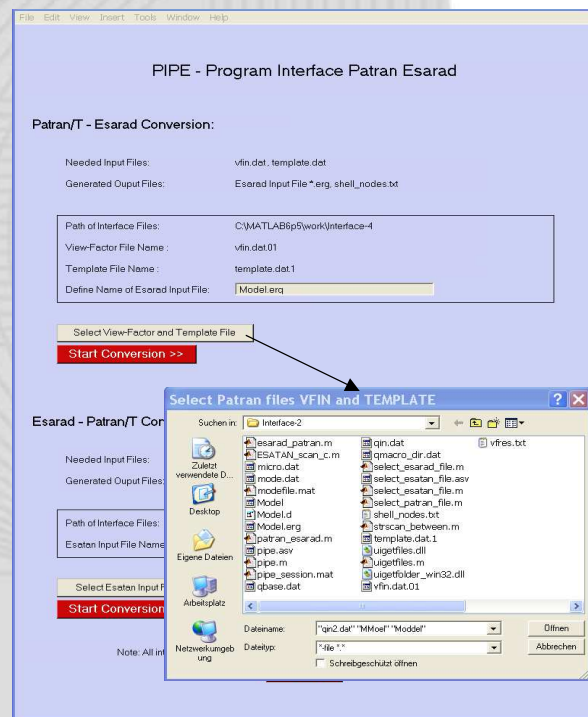 File Edit View Insert Tools Window Help
PIPE - Program Interface Patran Esarad
Patran/T - Esarad Conversion:
Needed Input Files: vfin.dat , template.dat
Generated Ouput Files: Esarad Input File *.erg, shell_nodes.txt
Path of Interface Files: C:\MATLAB6p5\work\Interface-4
View-Factor File Name : vfin.dat.01
Template File Name : template.dat.1
Define Name of Esarad Input File: Model.erg
Select View-Factor and Template File
Start Conversion >>
Esarad - Patran/T Con
Needed Input Files:
Generated Ouput Files:
Path of Interface Files:
Esatan Input File Name
Select Esatan Input F
Start Conversion
Note: All int
Select Patran files VFIN and TEMPLATE
Suchen in: Interface-2
Zuletzt
verwendete D...
Desktop
Eigene Dateien
Arbeitsplatz
Netzwerkumgeb
ung
esarad_patran.m
ESATAN_scan_c.m
micro.dat
mode.dat
modefile.mat
Model
Model.d
Model.erg
patran_esarad.m
pipe.asv
pipe.m
pipe_session.mat
qbase.dat
qin.dat
qmacro_dir.dat
select_esarad_file.m
select_esatan_file.asv
select_esatan_file.m
select_patran_file.m
shell_nodes.txt
strscan_between.m
template.dat.1
uigetfiles.dll
uigetfiles.m
uigetfolder_win32.dll
vfin.dat.01
vfres.txt
Dateiname: "qin2.dat" "MMoel" "Moddel"
Öffnen
Dateityp: *-file *.*
Abbrechen
Schreibgeschützt öffnen